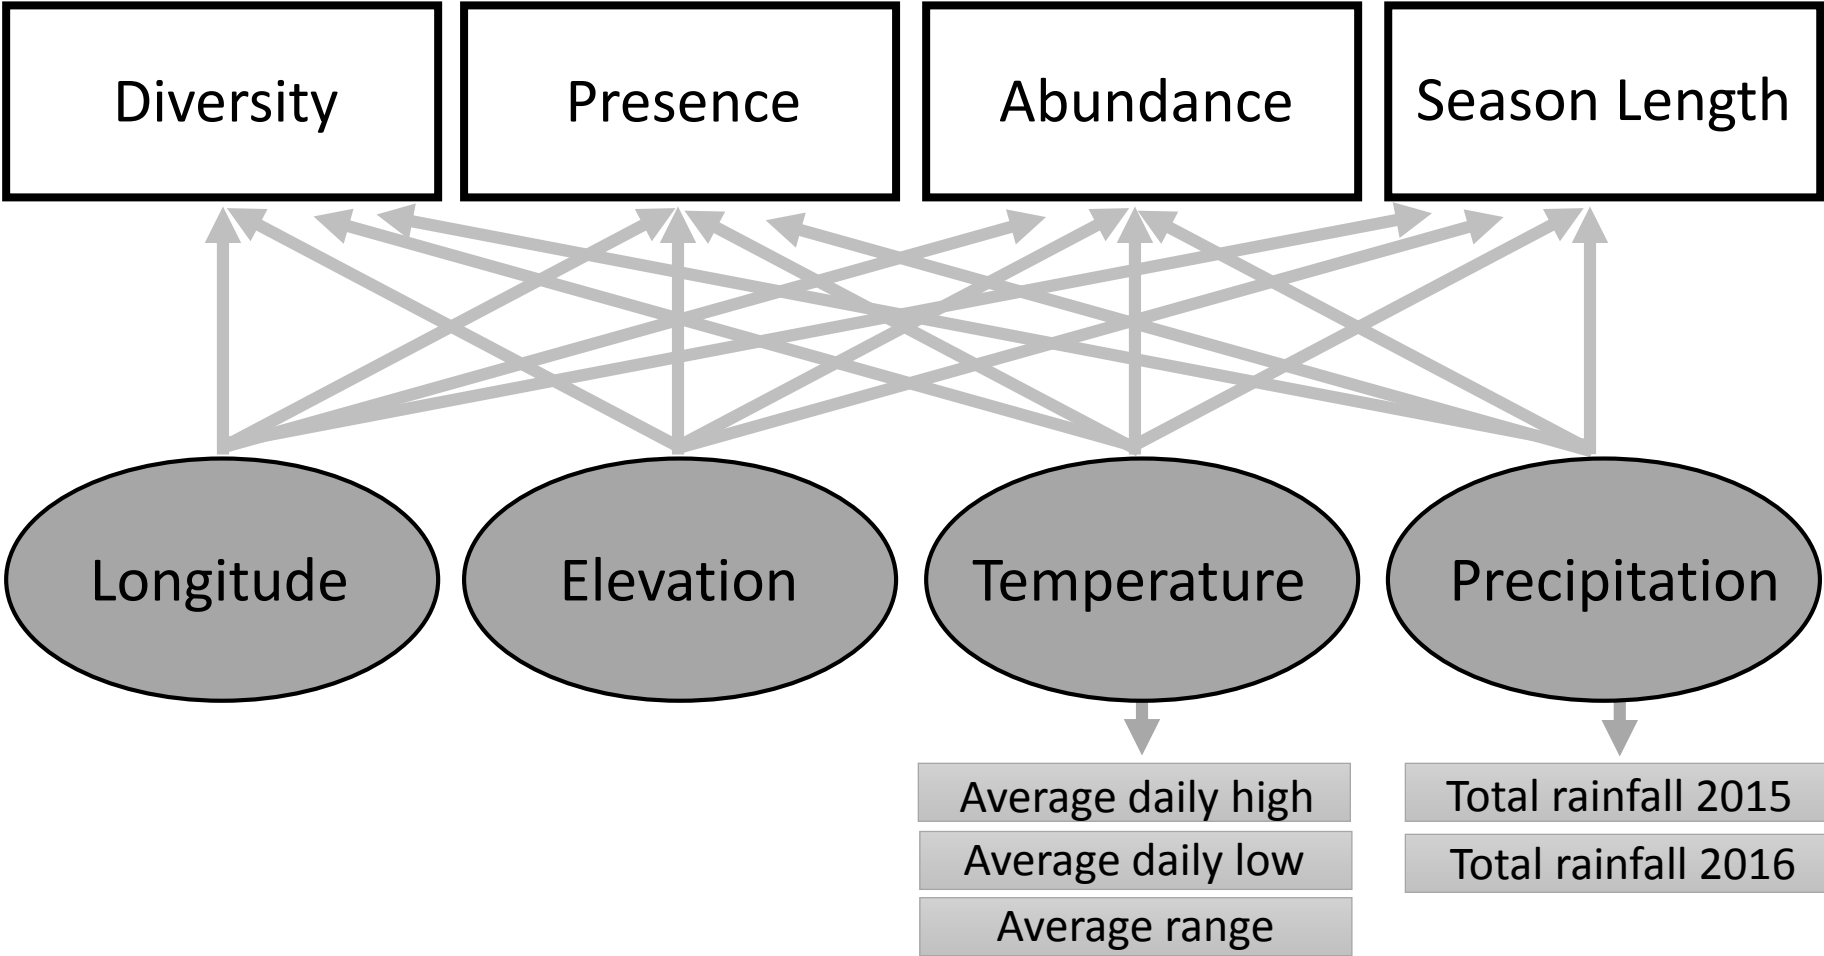 Diversity
Presence
Abundance
Season Length
Longitude
Elevation
Temperature
Precipitation
Average daily high
Average daily low
Average range
Total rainfall 2015
Total rainfall 2016